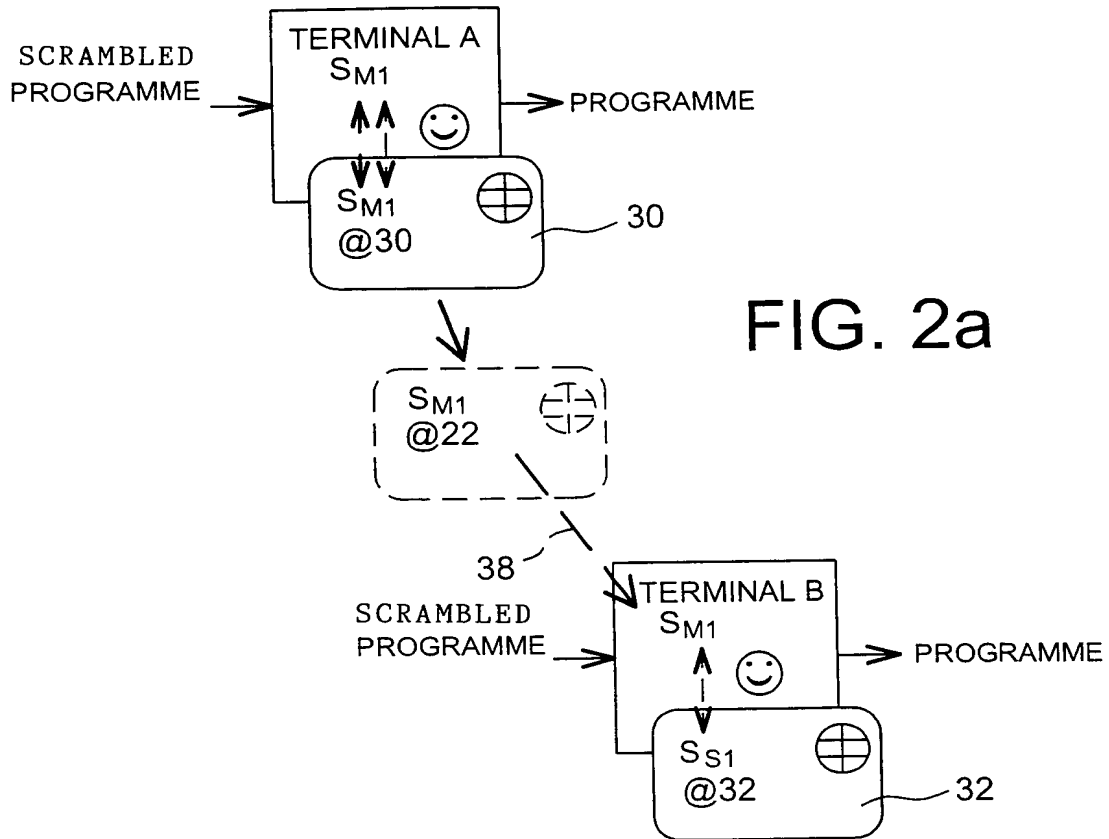 TERMINAL A
SCRAMBLED
PROGRAMME
SM1
PROGRAMME
SM1
@30
30
FIG. 2a
SM1
@22
38
TERMINAL B
SCRAMBLED
PROGRAMME
SM1
PROGRAMME
SS1
@32
32